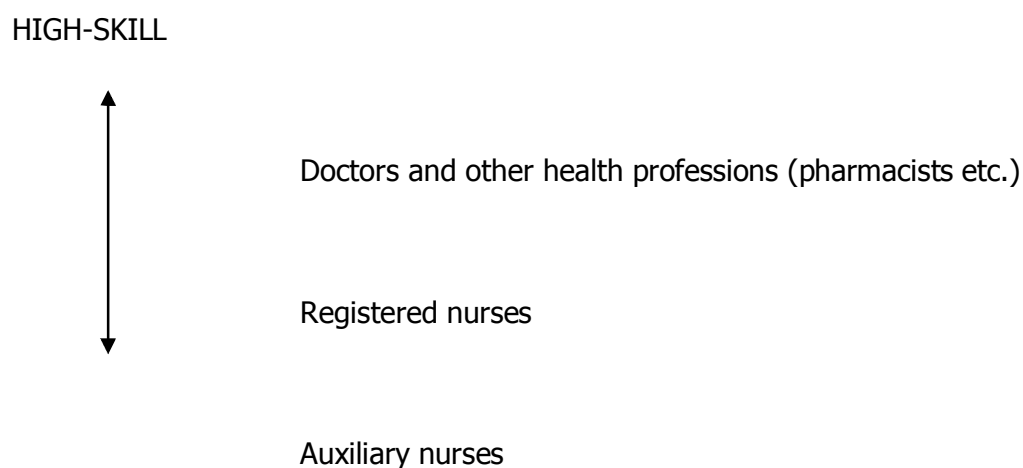 HIGH-SKILL
Doctors and other health professions (pharmacists etc.)
Registered nurses
Auxiliary nurses